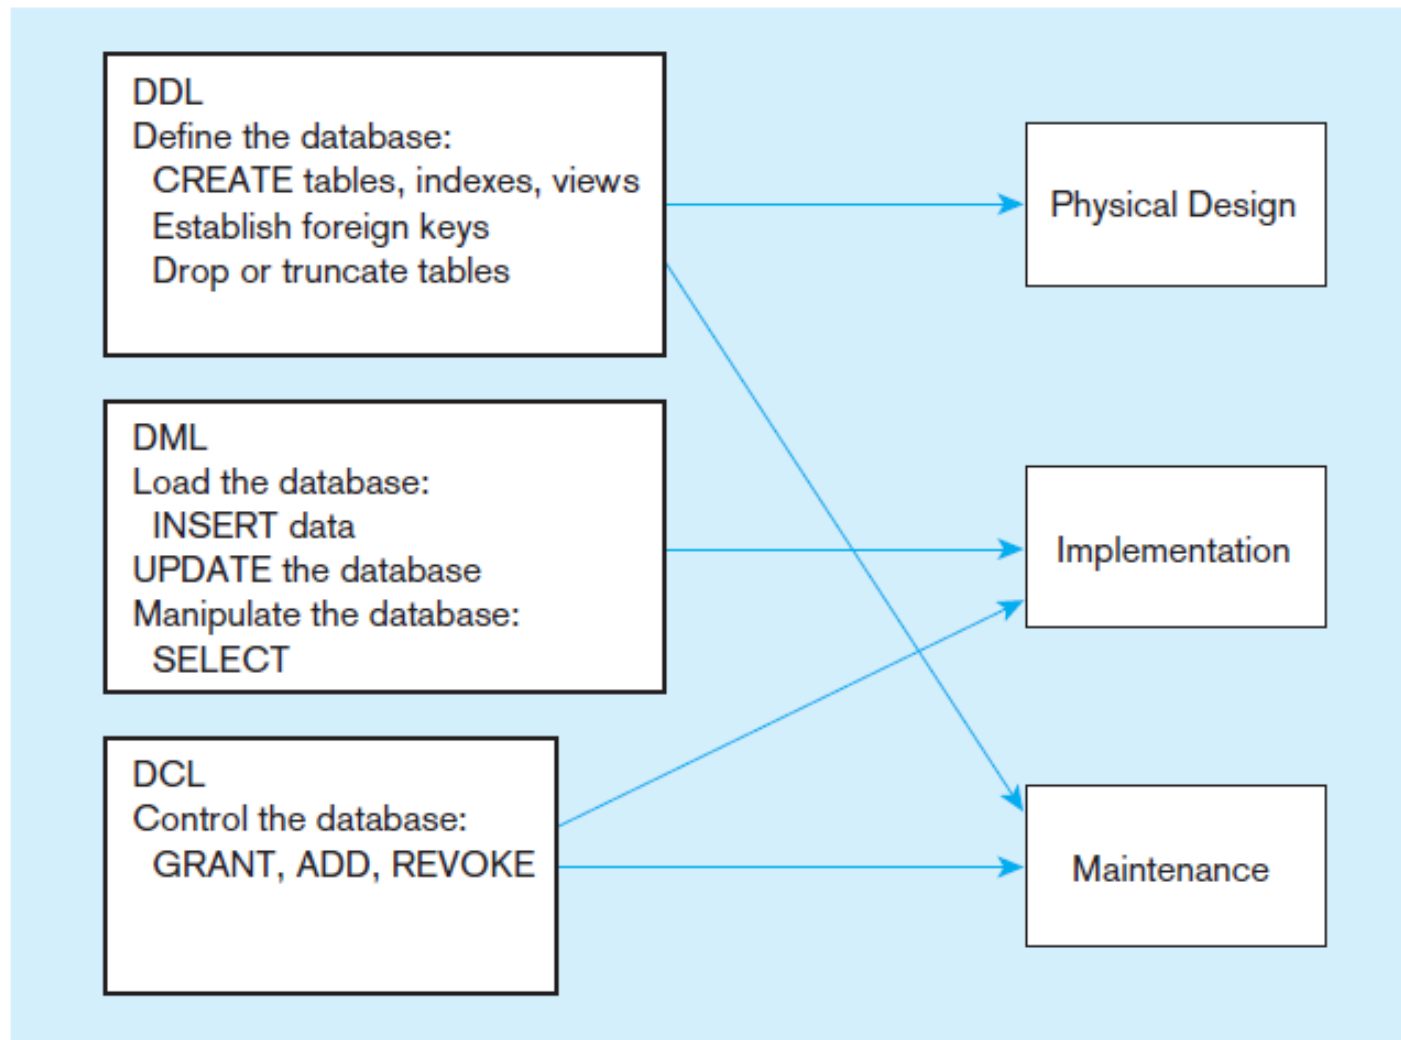 DDL
Define the database:
CREATE tables, indexes, views
Establish foreign keys
Drop or truncate tables
Physical Design
DML
Load the database:
INSERT data
UPDATE the database
Manipulate the database:
SELECT
Implementation
DCL
Control the database:
GRANT, ADD, REVOKE
Maintenance